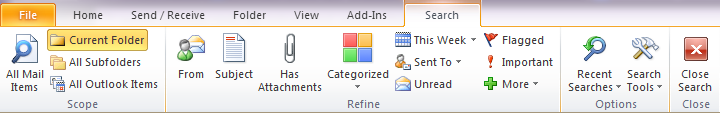 File Home Send / Receive Folder View Add-Ins Search
All Mail Items
Current Folder
All Subfolders
All Outlook Items
Scope
From
Subject
Has Attachments
Categorized
This Week
Sent To
Unread
Flagged
! Important
More
Refine
Recent Searches
Search Tools
Options
Close Search
Close